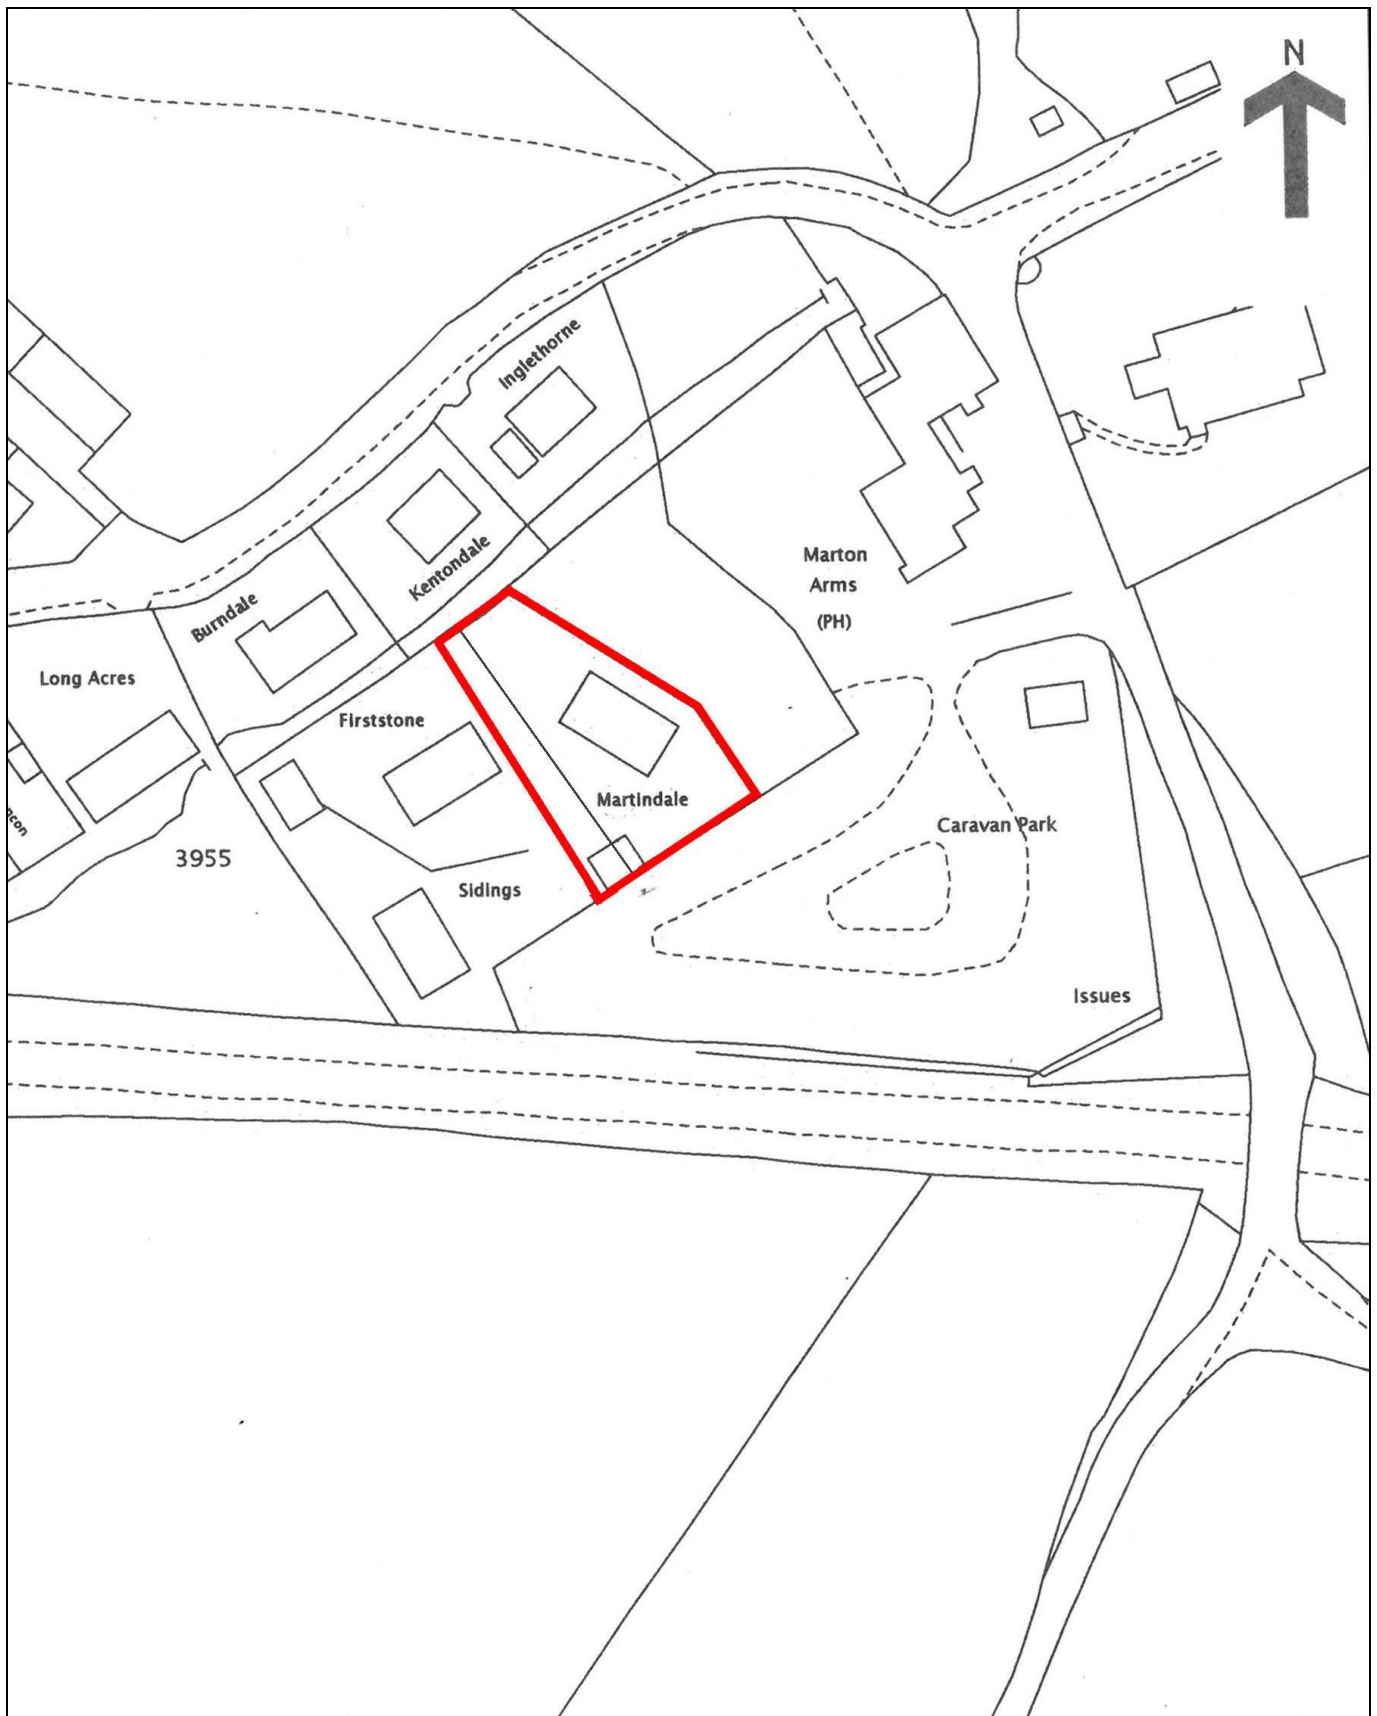 N
Inglethorne
Kentondale
Marton
Arms
(PH)
Burndale
Long Acres
Firststone
Martindale
Caravan Park
3955
Sidings
Issues